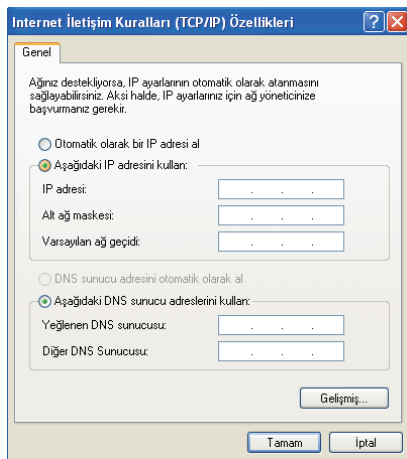 Internet İletişim Kuralları (TCP/IP) Özellikleri
Genel
Ağınız destekliyorsa, IP ayarlarının otomatik olarak atanmasını
sağlayabilirsiniz. Aksi halde, IP ayarlarınız için ağ yöneticinize
başvurmanız gerekir.
Otomatik olarak bir IP adresi al
Aşağıdaki IP adresini kullan:
IP adresi:
Alt ağ maskesi:
Varsayılan ağ geçidi:
DNS sunucu adresini otomatik olarak al
Aşağıdaki DNS sunucu adreslerini kullan:
Yeğlenen DNS sunucusu:
Diğer DNS Sunucusu:
Gelişmiş...
Tamam
İptal